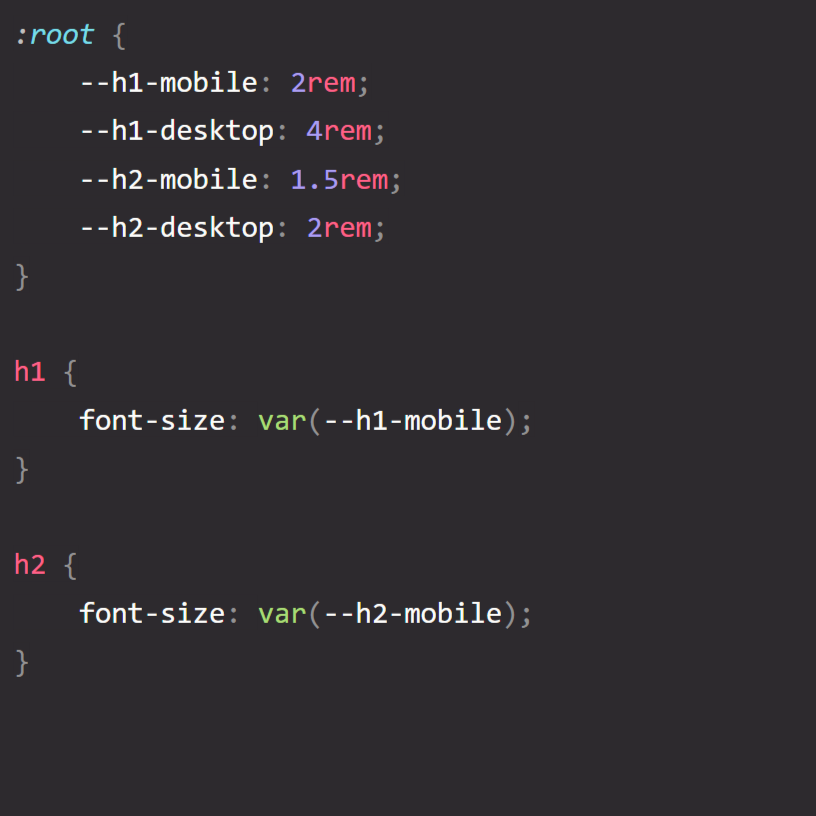 :root {
    --h1-mobile: 2rem;
    --h1-desktop: 4rem;
    --h2-mobile: 1.5rem;
    --h2-desktop: 2rem;
}

h1 {
    font-size: var(--h1-mobile);
}

h2 {
    font-size: var(--h2-mobile);
}